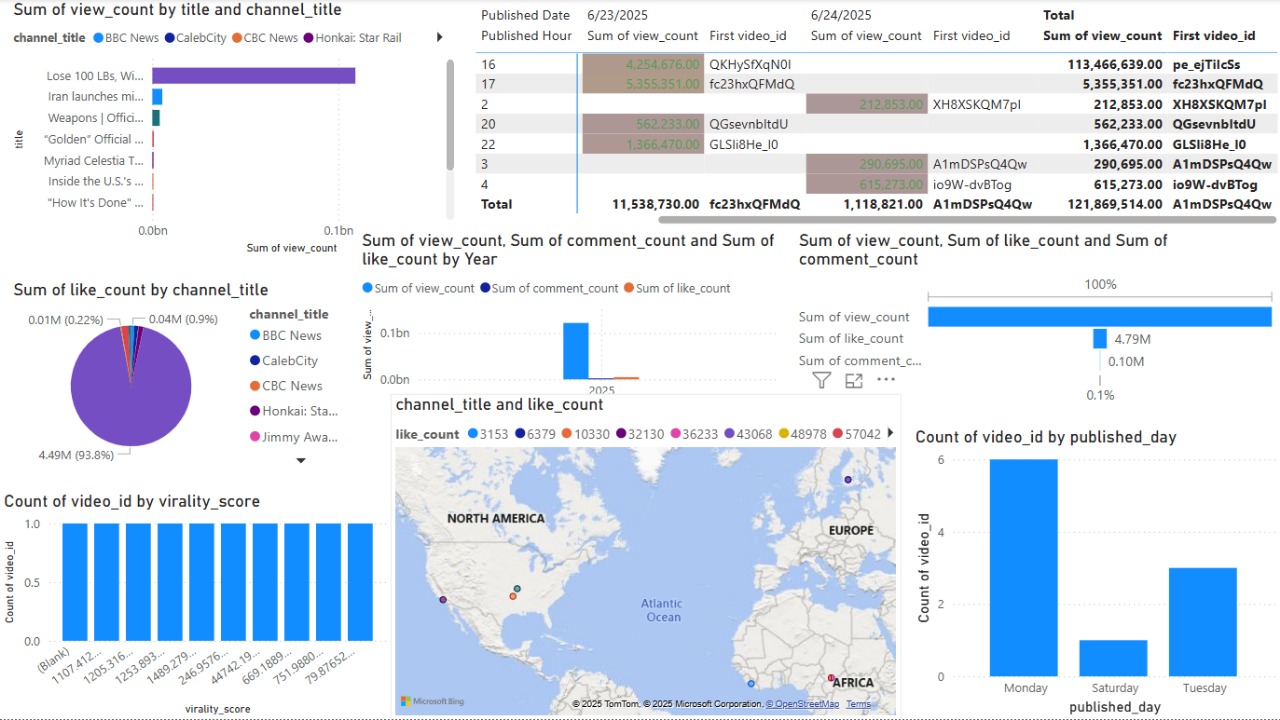 Sum of view_count by title and channel_title
channel_title BBC News CalebCity CBC News Honkai: Star Rail
Lose 100 LBs, Wi...
Iran launches mi...
Weapons | Offici...
"Golden" Official ...
Myriad Celestia T...
Inside the U.S.'s ...
"How It's Done" ...
title
0.0bn 0.1bn
Sum of view_count
Published Date 6/23/2025 6/24/2025 Total
Published Hour Sum of view_count First video_id Sum of view_count First video_id Sum of view_count First video_id
16 4,254,676.00 QKHySfXqN0I 113,466,639.00 pe_ejTiIcSs
17 5,355,351.00 fc23hxQFMdQ 5,355,351.00 fc23hxQFMdQ
2 212,853.00 XH8XSKQM7pI 212,853.00 XH8XSKQM7pI
20 562,233.00 QGsevnbltdU 562,233.00 QGsevnbltdU
22 1,366,470.00 GLSIi8He_I0 1,366,470.00 GLSIi8He_I0
3 290,695.00 A1mDSPsQ4Qw 290,695.00 A1mDSPsQ4Qw
4 615,273.00 io9W-dvBTog 615,273.00 io9W-dvBTog
Total 11,538,730.00 fc23hxQFMdQ 1,118,821.00 A1mDSPsQ4Qw 121,869,514.00 A1mDSPsQ4Qw
Sum of like_count by channel_title
0.01M (0.22%)
0.04M (0.9%)
4.49M (93.8%)
channel_title
BBC News
CalebCity
CBC News
Honkai: Sta...
Jimmy Awa...
Sum of view_count, Sum of comment_count and Sum of
like_count by Year
Sum of view_count Sum of comment_count Sum of like_count
Sum of view_...
0.1bn
0.0bn
2025
Sum of view_count, Sum of like_count and Sum of
comment_count
100%
Sum of view_count
Sum of like_count 4.79M
Sum of comment_c... 0.10M
0.1%
Count of video_id by virality_score
Count of video_id
1.0
0.5
0.0
(Blank)
1107.412...
1205.316...
1253.893...
1489.279...
246.9576...
4742.19...
669.1889...
751.9880...
79.87652...
virality_score
channel_title and like_count
like_count 3153 6379 10330 32130 36233 43068 48978 57042
NORTH AMERICA
EUROPE
Atlantic
Ocean
AFRICA
Microsoft Bing
© 2025 TomTom, © 2025 Microsoft Corporation, © OpenStreetMap Terms
Count of video_id by published_day
Count of video_id
6
4
2
0
Monday Saturday Tuesday
published_day